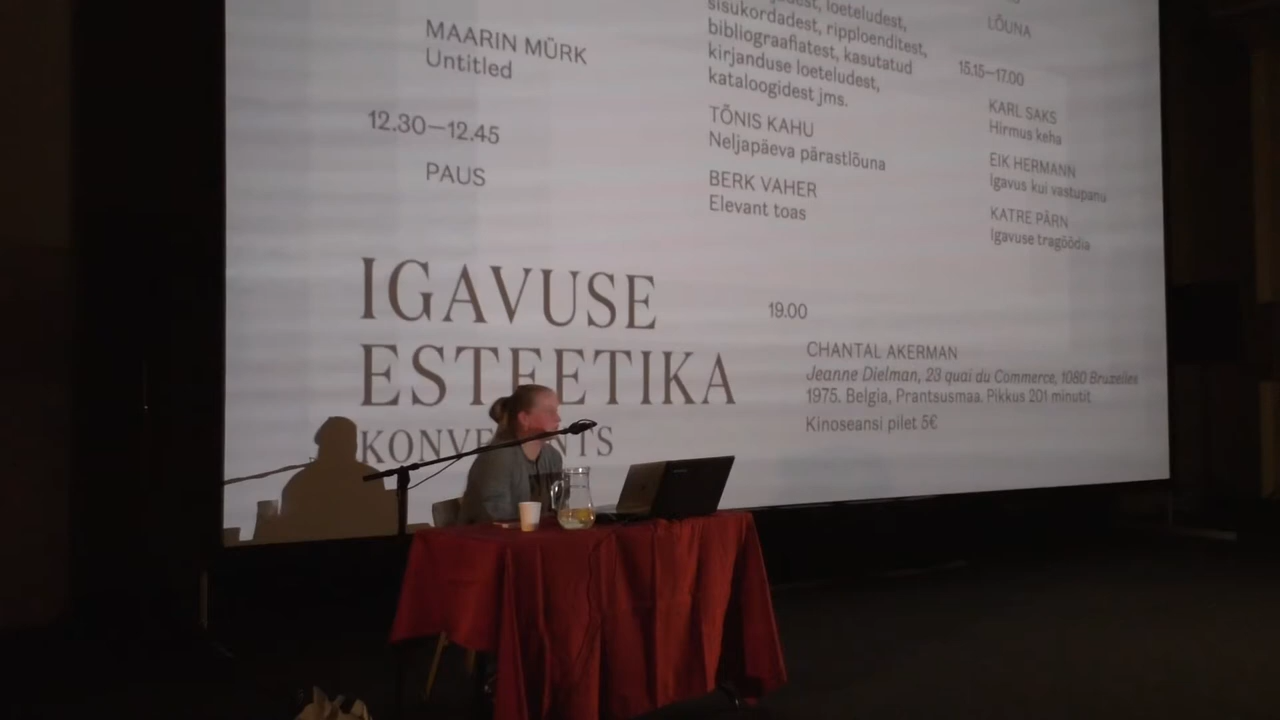 MAARIN MÜRK
Untitled
12.30—12.45
PAUS
loeteludest,
sisukordadest, ripploenditest,
bibliograafiatest, kasutatud
kirjanduse loeteludest,
kataloogidest jms.
TÕNIS KAHU
Neljapäeva pärastlõuna
BERK VAHER
Elevant toas
LÕUNA
15.15—17.00
KARL SAKS
Hirmus keha
EIK HERMANN
Igavus kui vastupanu
KATRE PÄRN
Igavuse tragöödia
IGAVUSE
ESTEETIKA
19.00
CHANTAL AKERMAN
Jeanne Dielman, 23 quai du Commerce, 1080 Bruxelles
1975. Belgia, Prantsusmaa. Pikkus 201 minutit
Kinoseansi pilet 5€